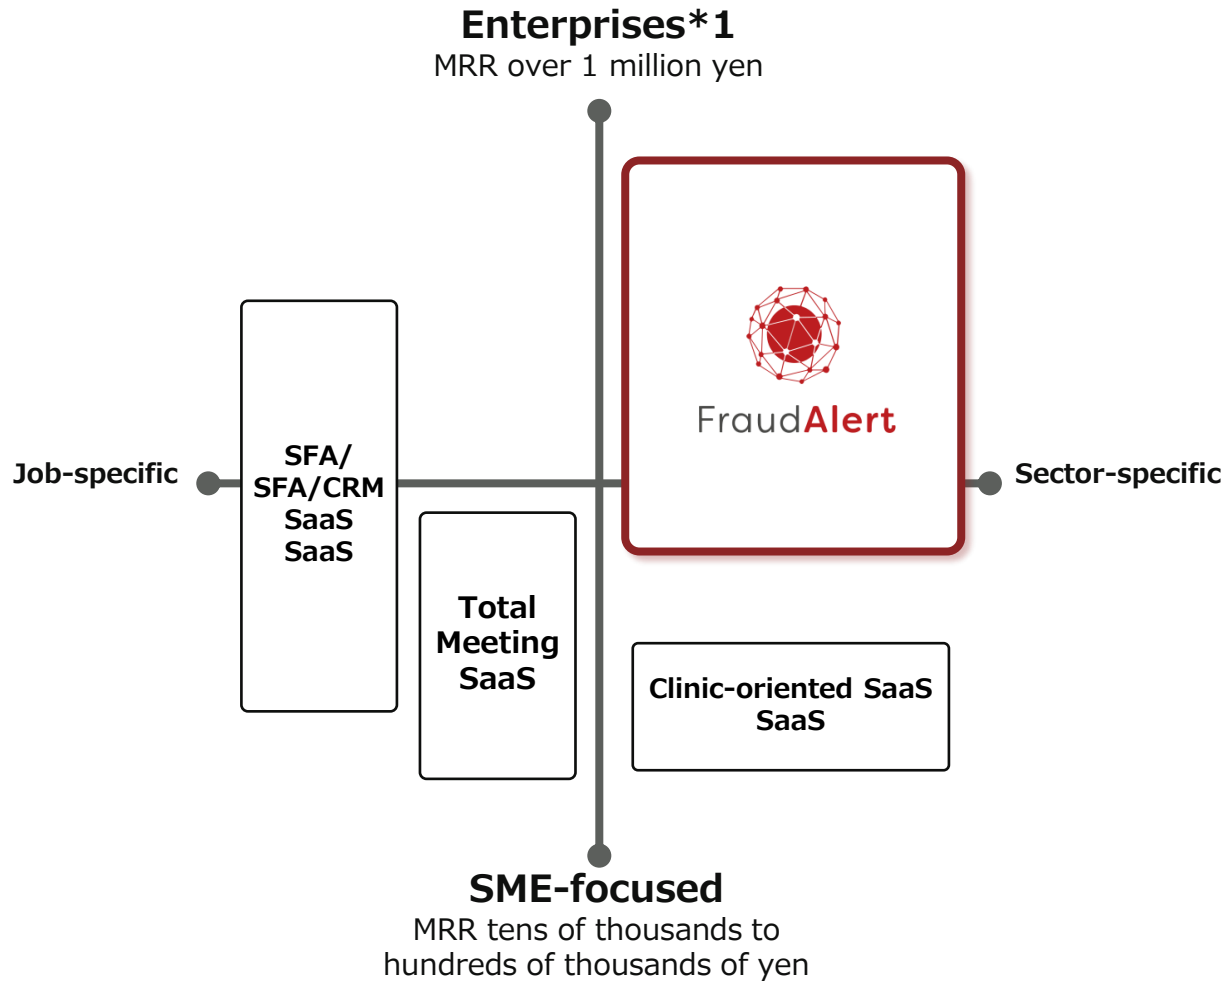 Enterprises*1
MRR over 1 million yen
FraudAlert
Job-specific
SFA/
SFA/CRM
SaaS
SaaS
Sector-specific
Total
Meeting
SaaS
Clinic-oriented SaaS
SaaS
SME-focused
MRR tens of thousands to
hundreds of thousands of yen